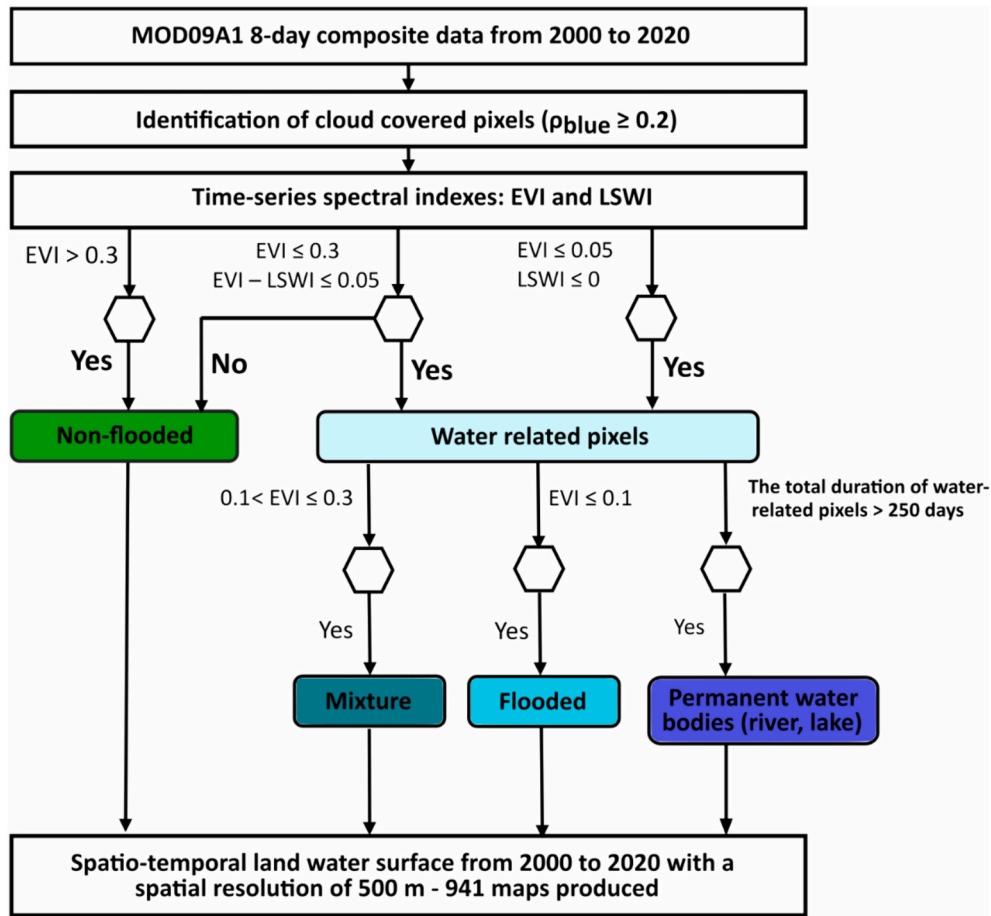 MOD09A1 8-day composite data from 2000 to 2020
Identification of cloud covered pixels (ρblue ≥ 0.2)
Time-series spectral indexes: EVI and LSWI
EVI > 0.3
EVI ≤ 0.3
EVI – LSWI ≤ 0.05
EVI ≤ 0.05
LSWI ≤ 0
Yes
No
Yes
Yes
Non-flooded
Water related pixels
0.1< EVI ≤ 0.3
EVI ≤ 0.1
The total duration of water-
related pixels > 250 days
Yes
Yes
Yes
Mixture
Flooded
Permanent water
bodies (river, lake)
Spatio-temporal land water surface from 2000 to 2020 with a
spatial resolution of 500 m - 941 maps produced